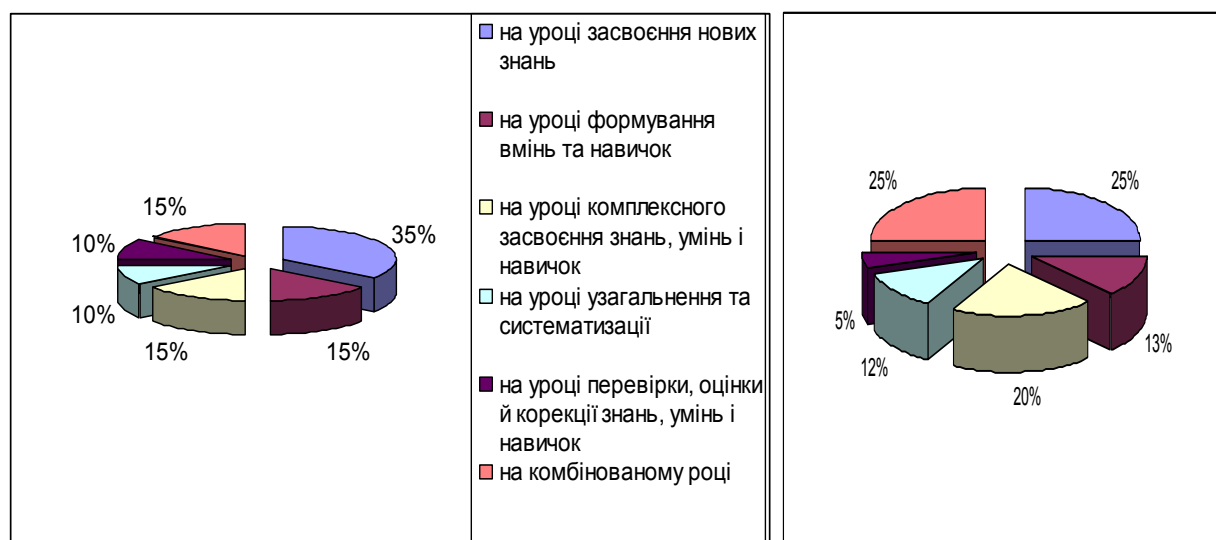 15%
35%
10%
10%
15%
15%
на уроці засвоєння нових
знань
на уроці формування
вмінь та навичок
на уроці комплексного
засвоєння знань, умінь і
навичок
на уроці узагальнення та
систематизації
на уроці перевірки, оцінки
й корекції знань, умінь і
навичок
на комбінованому році
25%
25%
5%
12%
20%
13%